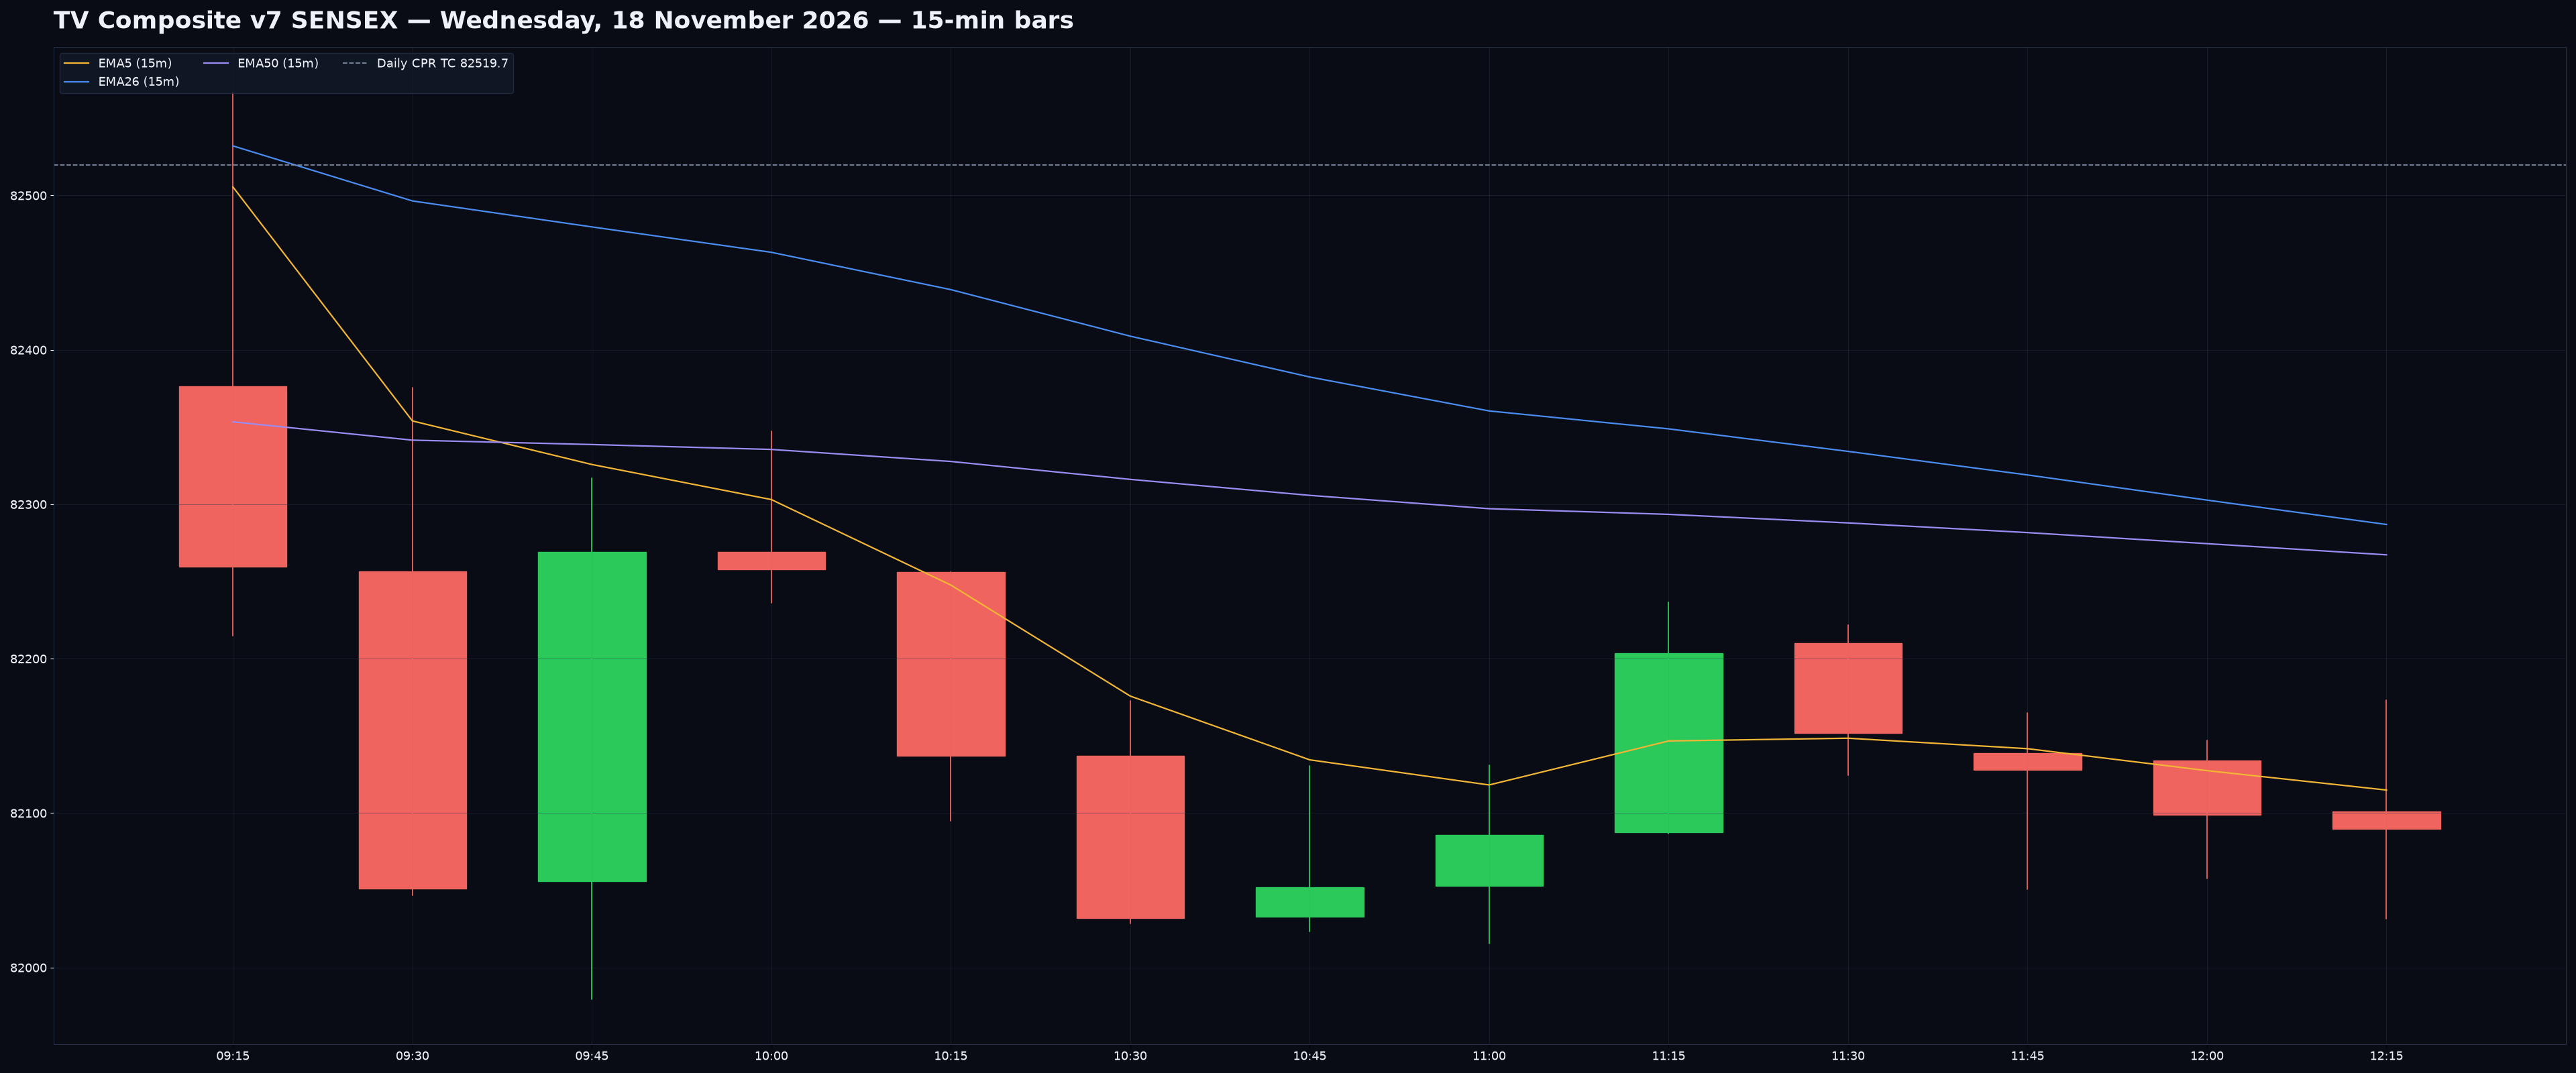 TV Composite v7 SENSEX — Wednesday, 18 November 2026 — 15-min bars
EMA5 (15m) EMA50 (15m) Daily CPR TC 82519.7
EMA26 (15m)
82500
82400
82300
82200
82100
82000
09:15 09:30 09:45 10:00 10:15 10:30 10:45 11:00 11:15 11:30 11:45 12:00 12:15